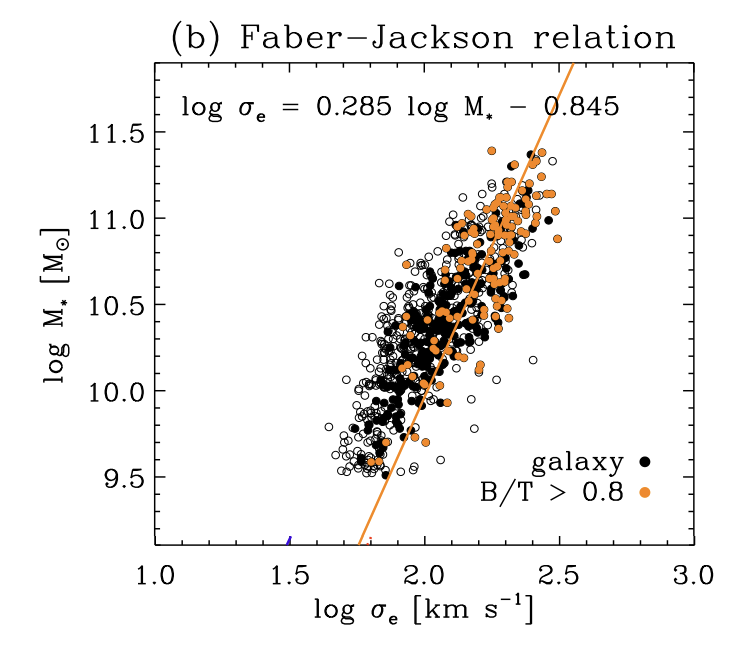 (b) Faber−Jackson relation
log σₑ = 0.285 log M* − 0.845
11.5
11.0
10.5
10.0
9.5
log M* [M⊙]
galaxy
B/T > 0.8
1.0 1.5 2.0 2.5 3.0
log σₑ [km s⁻¹]